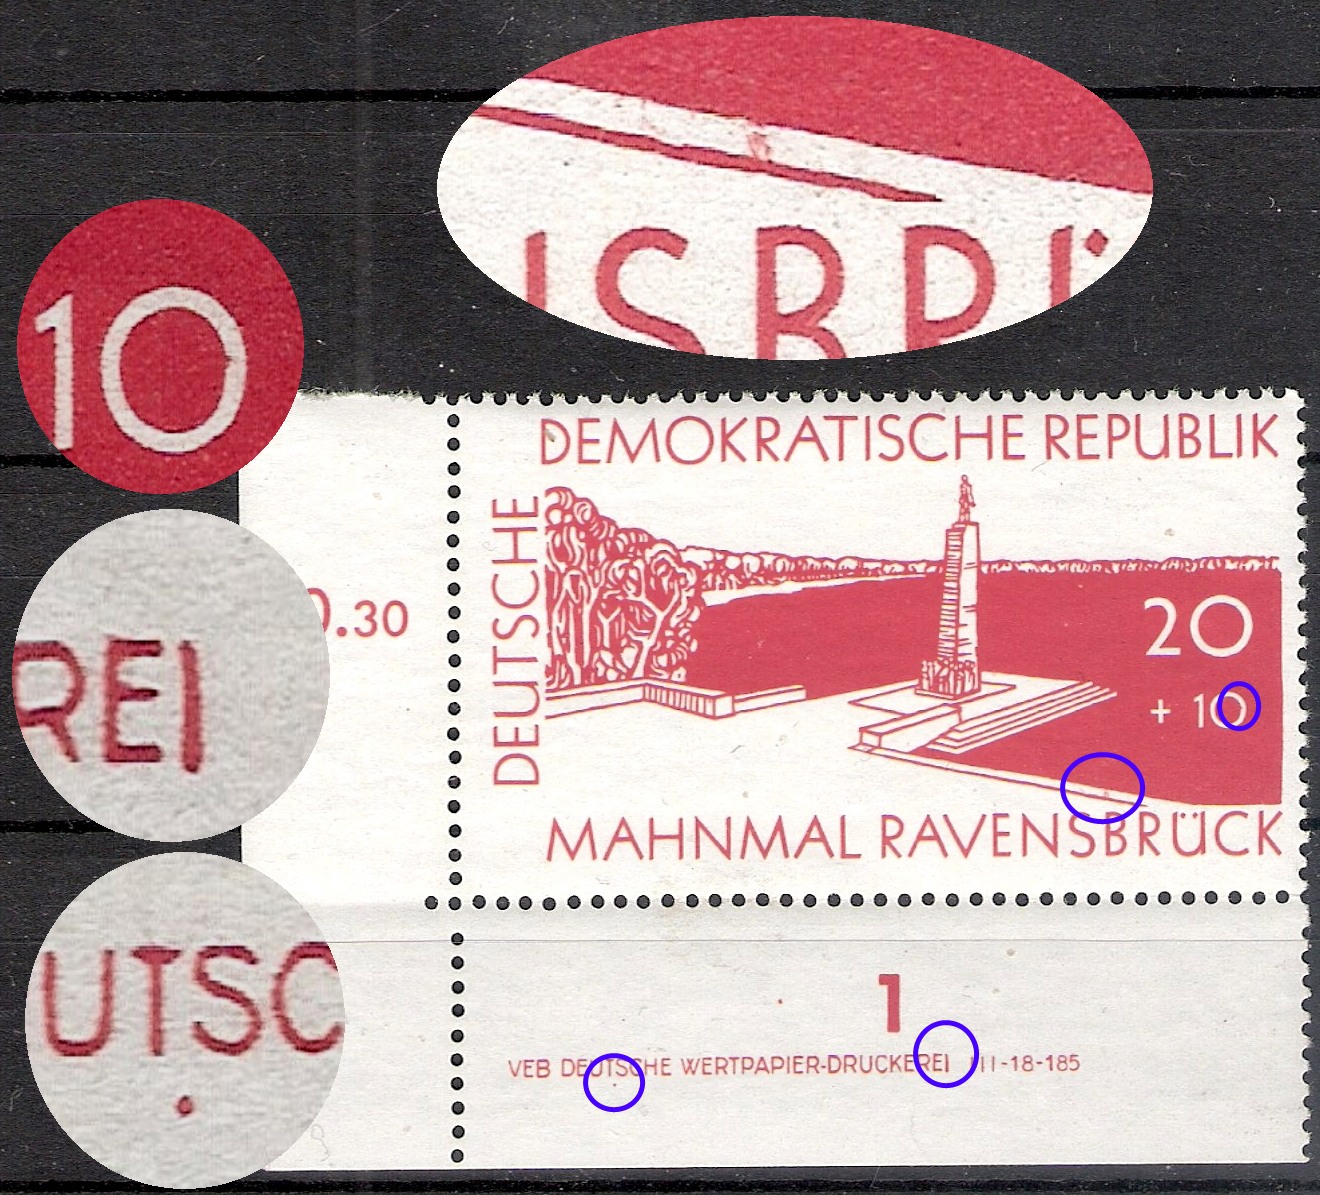 ISBRÜ
10
REI
UTSC
DEMOKRATISCHE REPUBLIK
DEUTSCHE
0.30
20
+ 10
MAHNMAL RAVENSBRÜCK
1
VEB DEUTSCHE WERTPAPIER-DRUCKEREI III-18-185